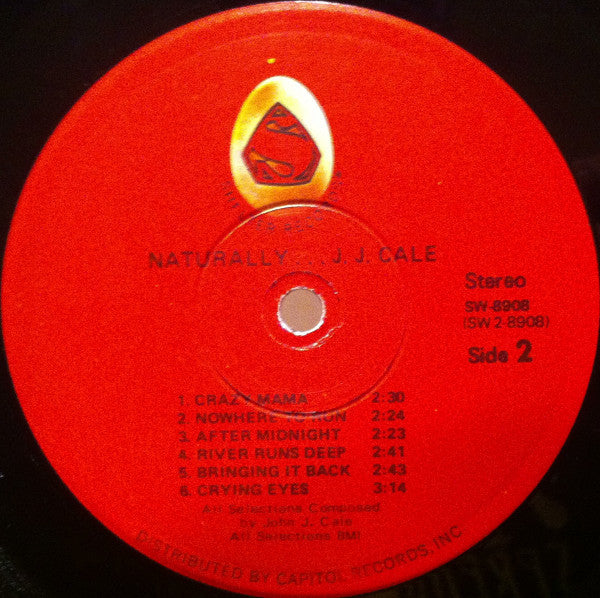 NATURALLY . . . J. J. CALE
Stereo
SW-8908
(SW 2-8908)
Side 2
1. CRAZY MAMA 2:30
2. NOWHERE TO RUN 2:24
3. AFTER MIDNIGHT 2:23
4. RIVER RUNS DEEP 2:41
5. BRINGING IT BACK 2:43
6. CRYING EYES 3:14
All Selections Composed
by John J. Cale
All Selections BMI
DISTRIBUTED BY CAPITOL RECORDS, INC.